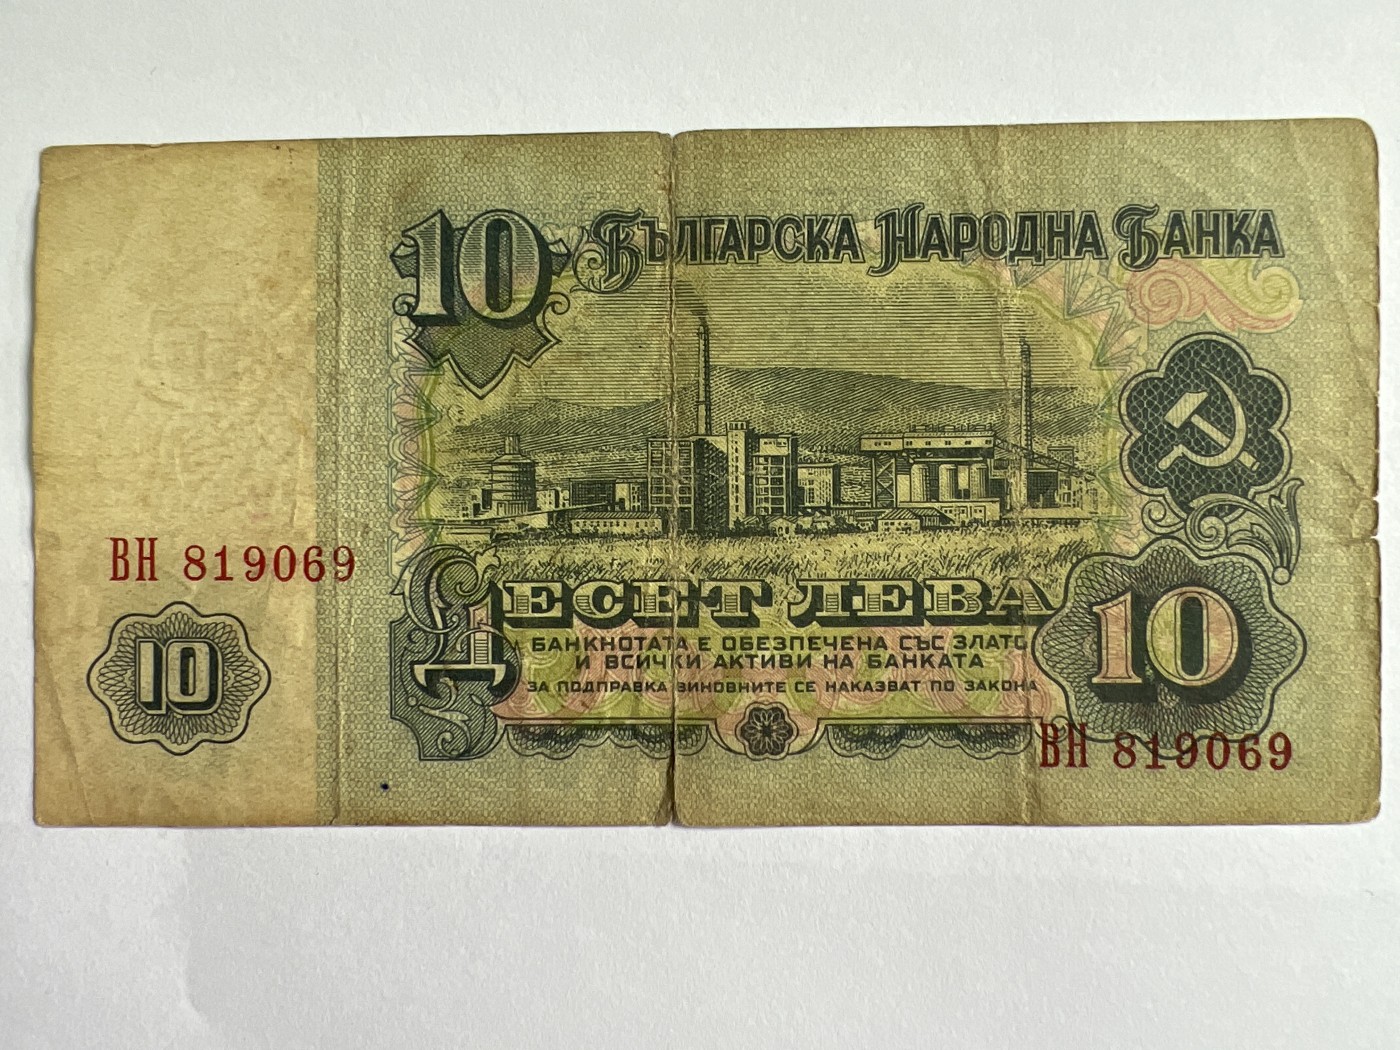 10 Българска Народна Банка
ДЕСЕТ ЛЕВА
БАНКНОТАТА Е ОБЕЗПЕЧЕНА СЪС ЗЛАТО
И ВСИЧКИ АКТИВИ НА БАНКАТА
ЗА ПОДПРАВКА ВИНОВНИТЕ СЕ НАКАЗВАТ ПО ЗАКОНА
ВН 819069
10
10
ВН 819069